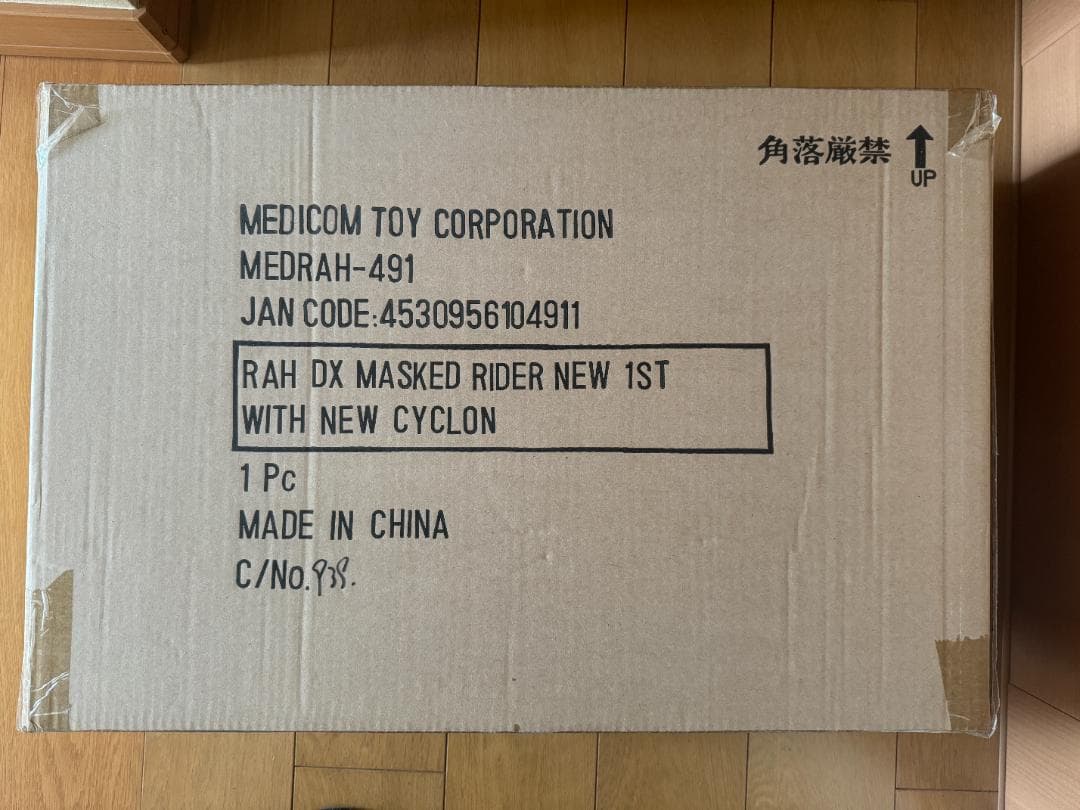 角落厳禁
UP
MEDICOM TOY CORPORATION
MEDRAH-491
JAN CODE:4530956104911
RAH DX MASKED RIDER NEW 1ST
WITH NEW CYCLON
1 Pc
MADE IN CHINA
C/No.